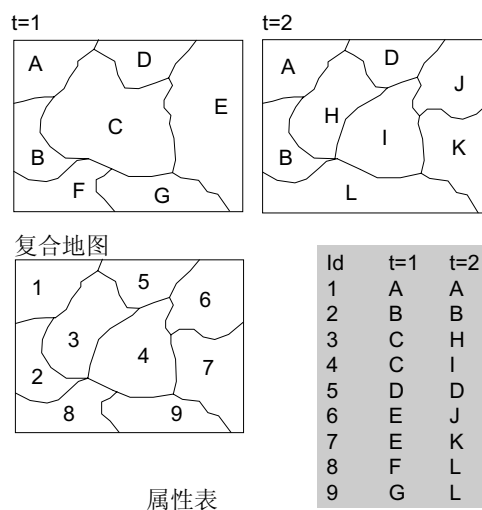 t=1
t=2
A
D
E
C
B
F
G
A
D
J
H
I
K
B
L
复合地图
1
5
6
3
4
7
2
8
9
Id t=1 t=2
1 A A
2 B B
3 C H
4 C I
5 D D
6 E J
7 E K
8 F L
9 G L
属性表